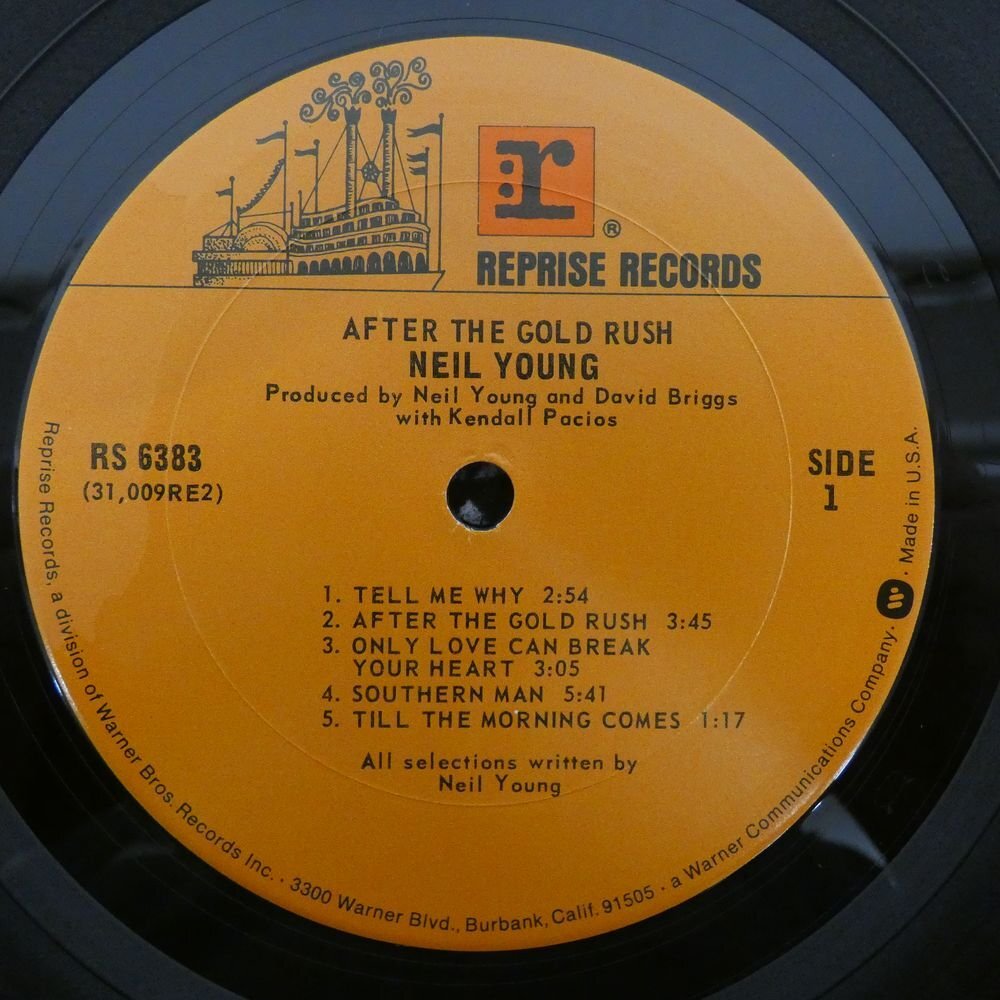 r
®
REPRISE RECORDS
AFTER THE GOLD RUSH
NEIL YOUNG
Produced by Neil Young and David Briggs
with Kendall Pacios
RS 6383
(31,009RE2)
SIDE
1
1. TELL ME WHY 2:54
2. AFTER THE GOLD RUSH 3:45
3. ONLY LOVE CAN BREAK
YOUR HEART 3:05
4. SOUTHERN MAN 5:41
5. TILL THE MORNING COMES 1:17
All selections written by
Neil Young
Reprise Records, a division of Warner Bros. Records Inc. · 3300 Warner Blvd., Burbank, Calif. 91505 · a Warner Communications Company · W · Made in U.S.A.